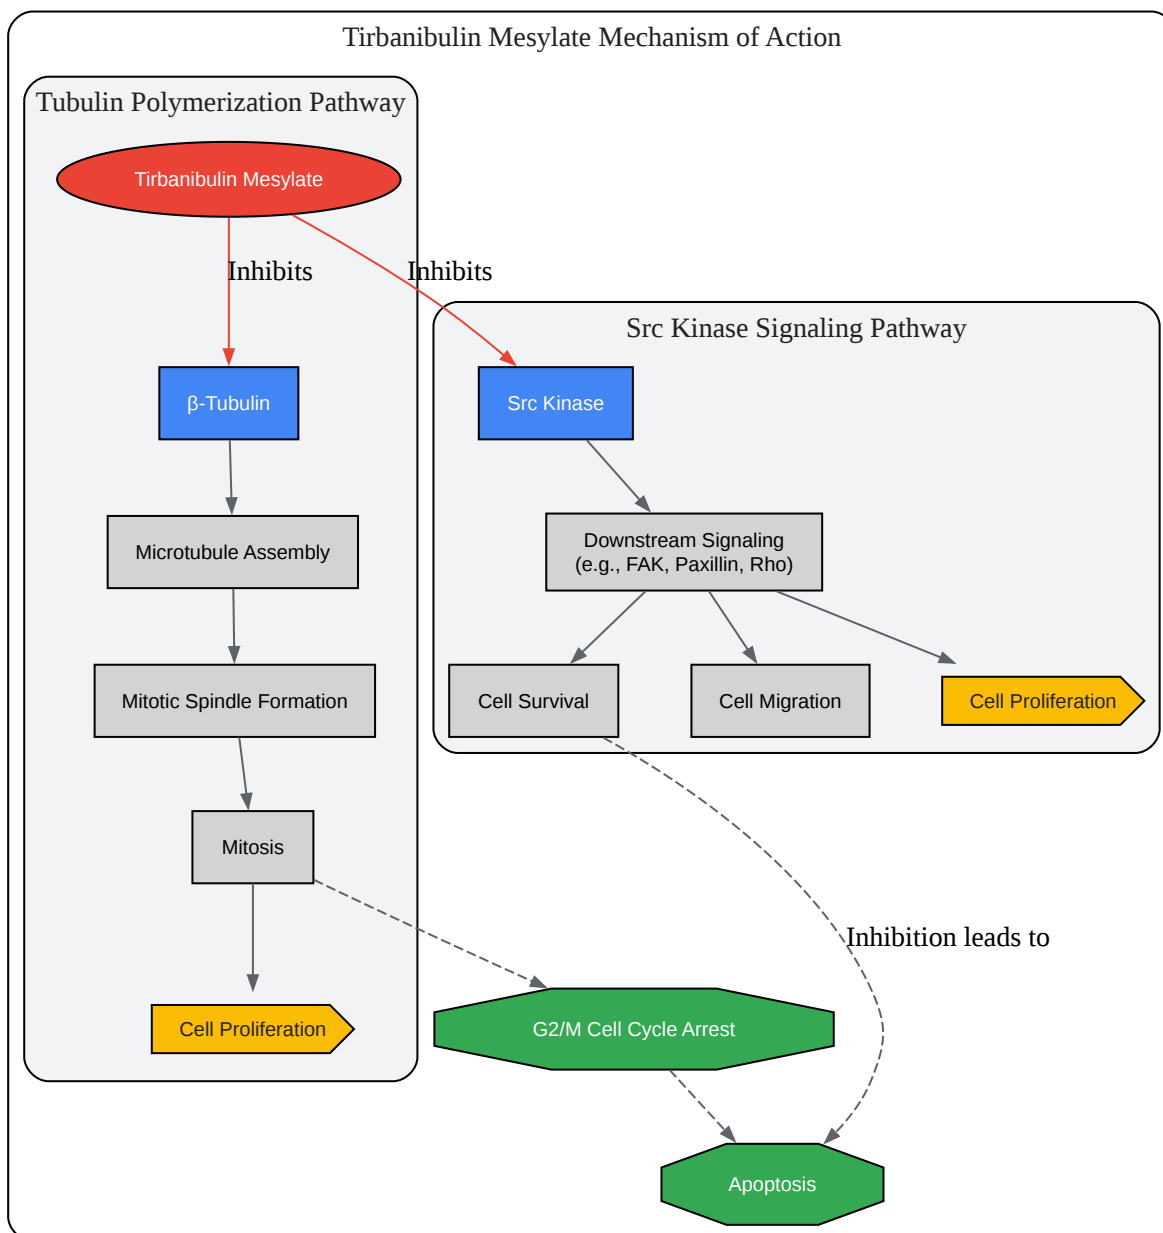 Tirbanibulin Mesylate Mechanism of Action
Tubulin Polymerization Pathway
Tirbanibulin Mesylate
Inhibits
Inhibits
Src Kinase Signaling Pathway
β-Tubulin
Src Kinase
Microtubule Assembly
Downstream Signaling
(e.g., FAK, Paxillin, Rho)
Mitotic Spindle Formation
Cell Survival
Cell Migration
Cell Proliferation
Mitosis
Inhibition leads to
Cell Proliferation
G2/M Cell Cycle Arrest
Apoptosis